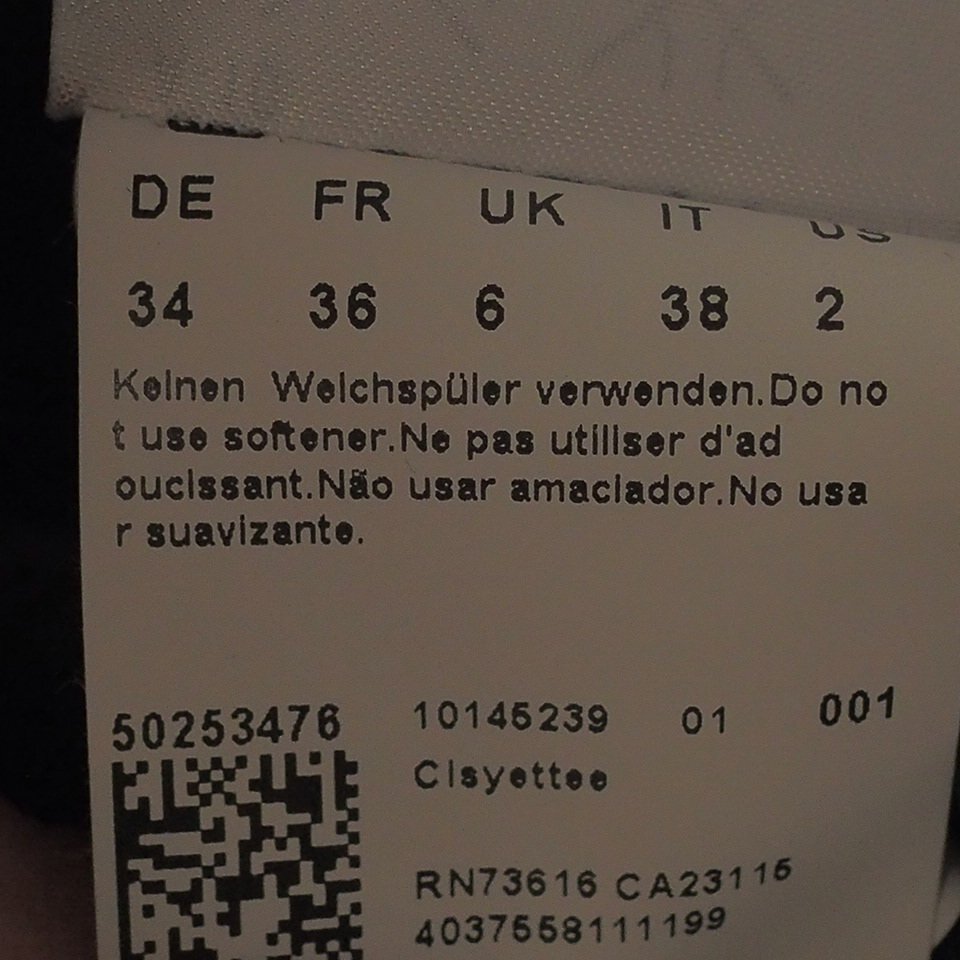 DE FR UK IT US
34 36 6 38 2
Keinen Weichspüler verwenden.Do no
t use softener.Ne pas utiliser d'ad
oucissant.Não usar amaciador.No usa
r suavizante.
50253476 10145239 01 001
Clsyettee
RN73616 CA23115
4037558111199